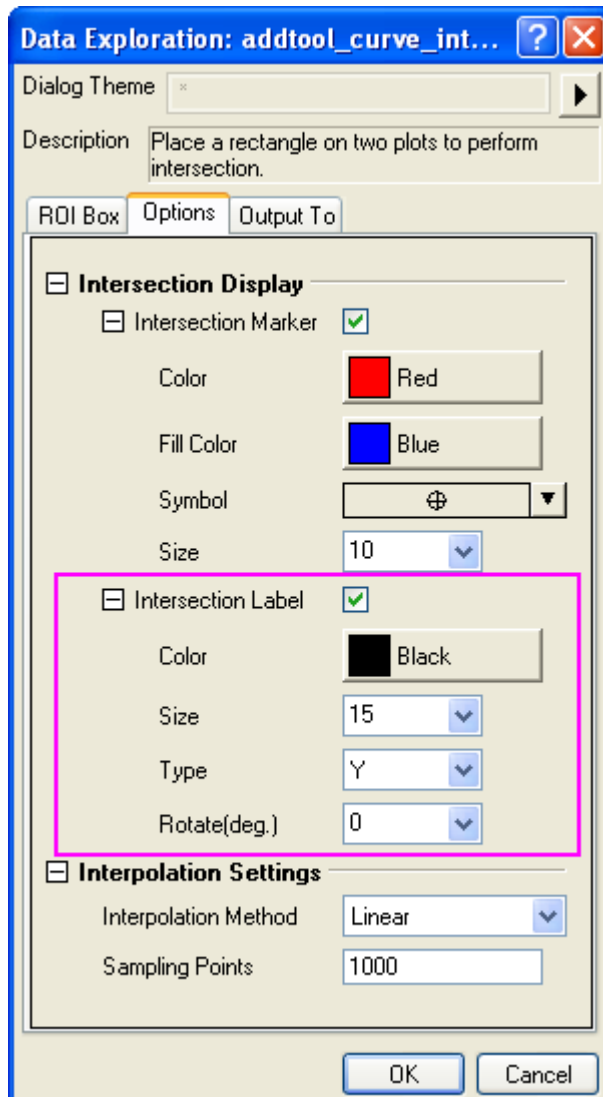 Data Exploration: addtool_curve_int...
Dialog Theme *
Description Place a rectangle on two plots to perform
intersection.
ROI Box Options Output To
Intersection Display
Intersection Marker
Color Red
Fill Color Blue
Symbol
Size 10
Intersection Label
Color Black
Size 15
Type Y
Rotate(deg.) 0
Interpolation Settings
Interpolation Method Linear
Sampling Points 1000
OK Cancel